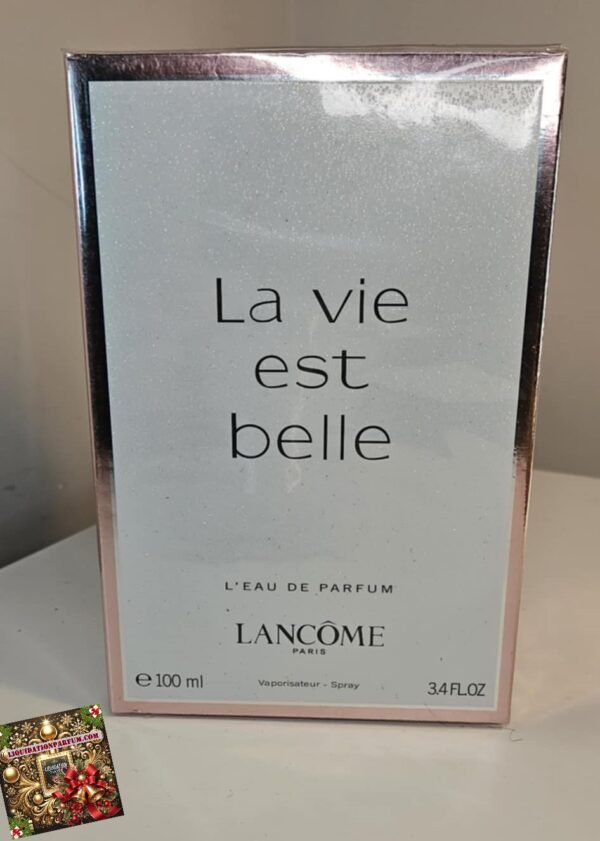 La vie
est
belle
L'EAU DE PARFUM
LANCÔME
PARIS
e 100 ml
Vaporisateur - Spray
3.4 FL.OZ
LIQUIDATIONPARFUM.COM